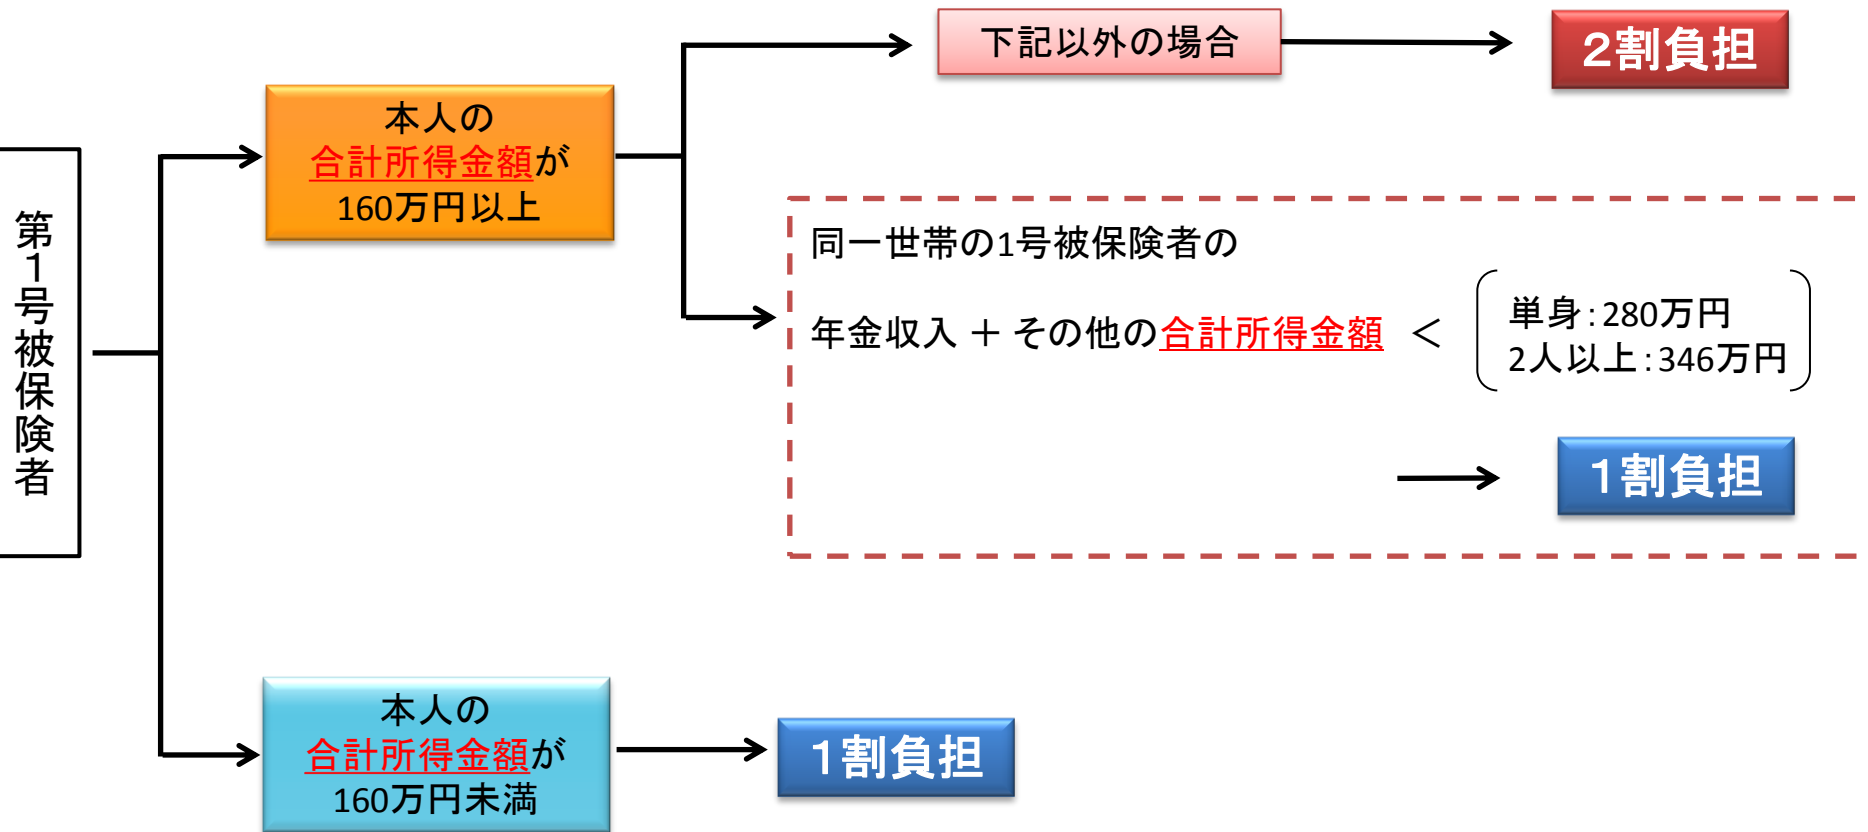 第１号被保険者
本人の
合計所得金額が
160万円以上
下記以外の場合
２割負担
同一世帯の1号被保険者の
年金収入 ＋ その他の合計所得金額 ＜
単身：280万円
2人以上：346万円
１割負担
本人の
合計所得金額が
160万円未満
１割負担